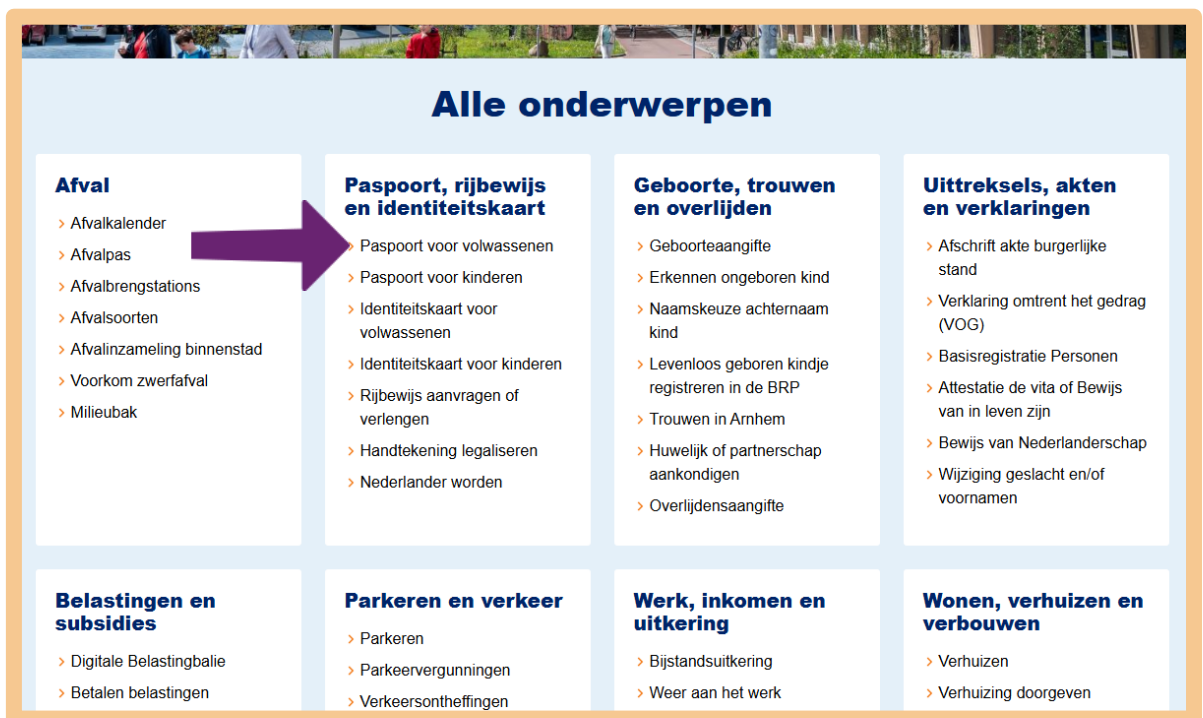 Alle onderwerpen
Afval
Afvalkalender
Afvalpas
Afvalbrengstations
Afvalsoorten
Afvalinzameling binnenstad
Voorkom zwerfafval
Milieubak
Paspoort, rijbewijs
en identiteitskaart
Paspoort voor volwassenen
Paspoort voor kinderen
Identiteitskaart voor
volwassenen
Identiteitskaart voor kinderen
Rijbewijs aanvragen of
verlengen
Handtekening legaliseren
Nederlander worden
Geboorte, trouwen
en overlijden
Geboorteaangifte
Erkennen ongeboren kind
Naamskeuze achternaam
kind
Levenloos geboren kindje
registreren in de BRP
Trouwen in Arnhem
Huwelijk of partnerschap
aankondigen
Overlijdensaangifte
Uittreksels, akten
en verklaringen
Afschrift akte burgerlijke
stand
Verklaring omtrent het gedrag
(VOG)
Basisregistratie Personen
Attestatie de vita of Bewijs
van in leven zijn
Bewijs van Nederlanderschap
Wijziging geslacht en/of
voornamen
Belastingen en
subsidies
Digitale Belastingbalie
Betalen belastingen
Parkeren en verkeer
Parkeren
Parkeervergunningen
Verkeersontheffingen
Werk, inkomen en
uitkering
Bijstandsuitkering
Weer aan het werk
Wonen, verhuizen en
verbouwen
Verhuizen
Verhuizing doorgeven